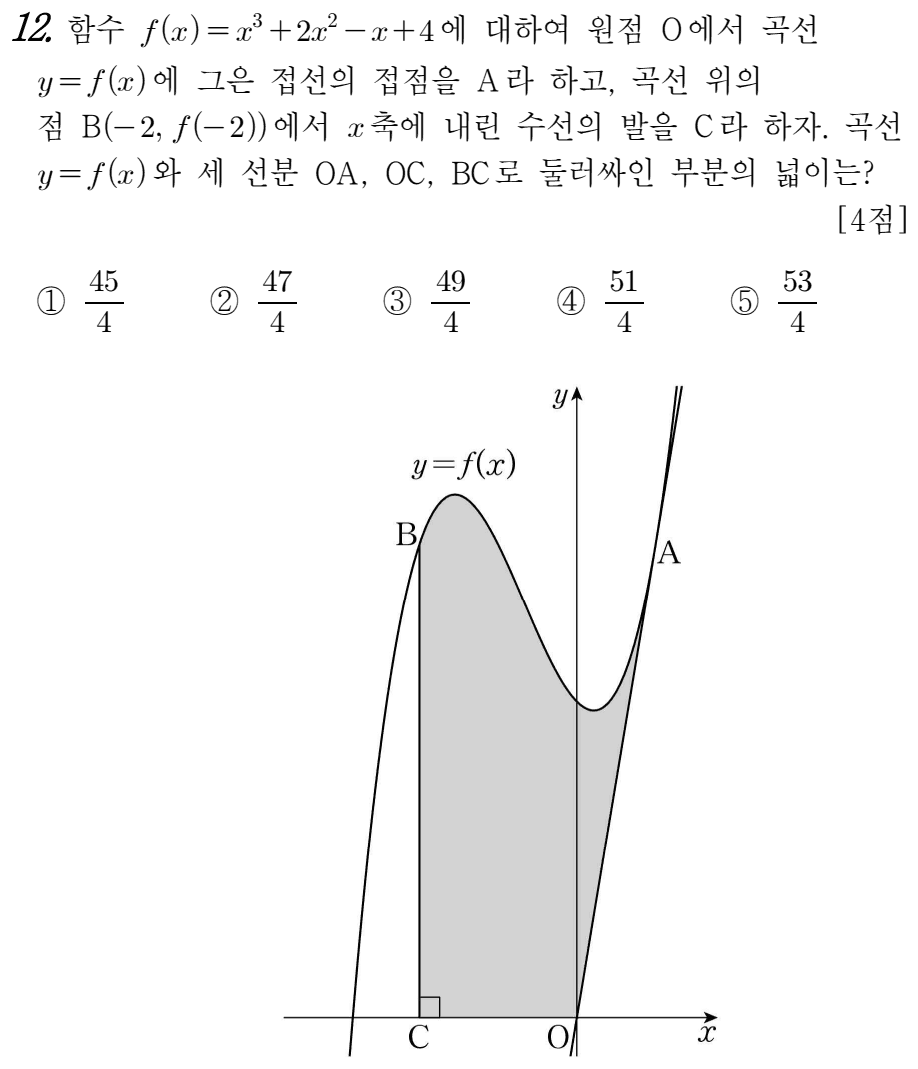 12. 함수 f(x)=x³+2x²-x+4에 대하여 원점 O에서 곡선
y=f(x)에 그은 접선의 접점을 A라 하고, 곡선 위의
점 B(-2, f(-2))에서 x축에 내린 수선의 발을 C라 하자. 곡선
y=f(x)와 세 선분 OA, OC, BC로 둘러싸인 부분의 넓이는?
[4점]
① 45/4 ② 47/4 ③ 49/4 ④ 51/4 ⑤ 53/4
y
y=f(x)
B
A
C
O
x